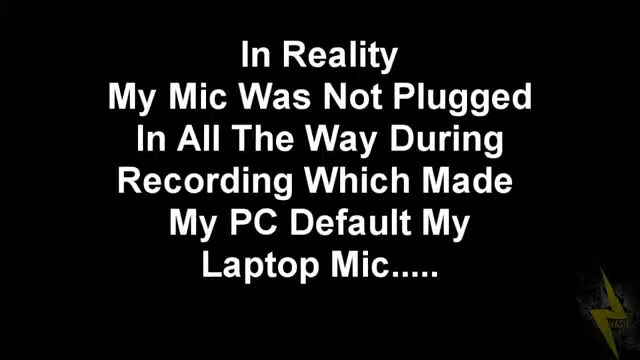 In Reality
My Mic Was Not Plugged
In All The Way During
Recording Which Made
My PC Default My
Laptop Mic.....